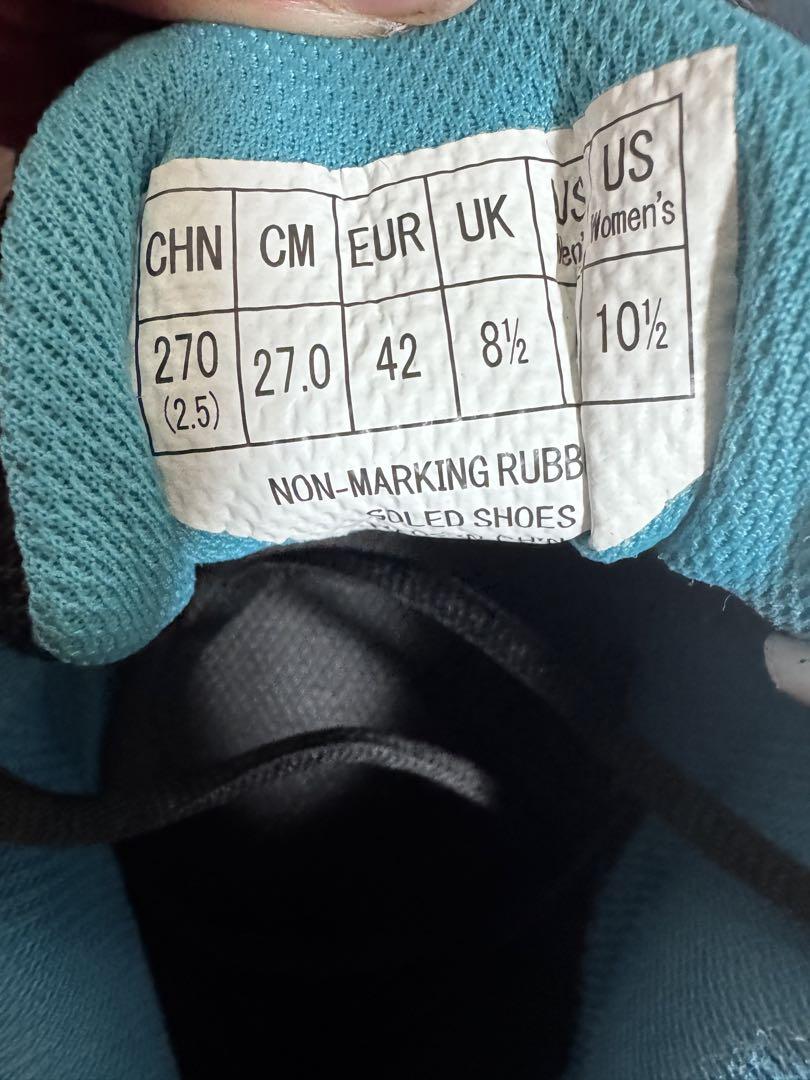 CHN CM EUR UK US US
Women's
270 27.0 42 8½ 10½
(2.5)
NON-MARKING RUBB
SOLED SHOES